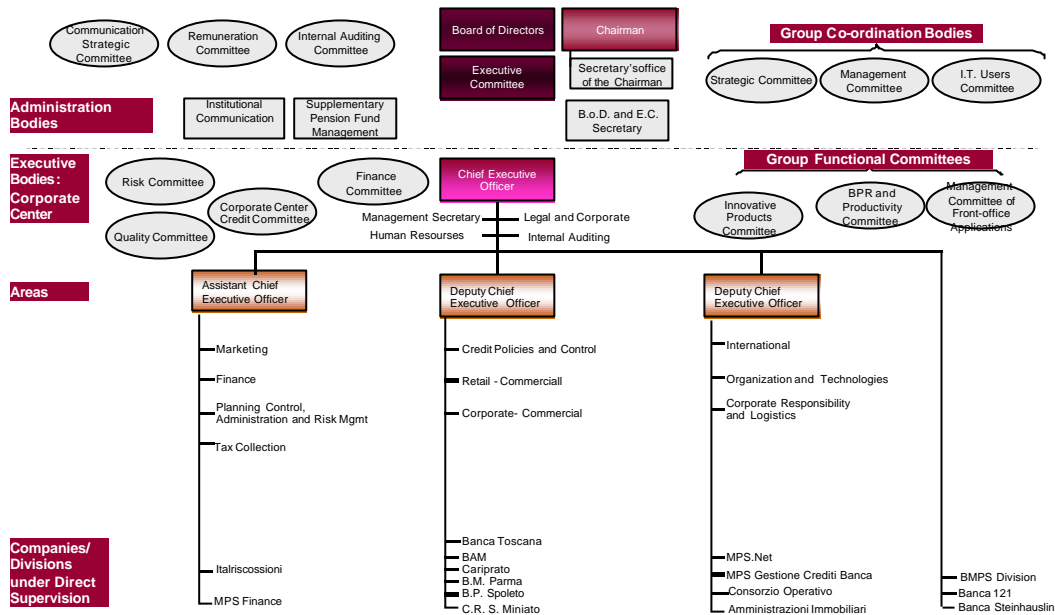 Communication
Strategic
Committee
Remuneration
Committee
Internal Auditing
Committee
Board of Directors
Chairman
Group Co-ordination Bodies
Executive
Committee
Secretary'soffice
of the Chairman
Strategic Committee
Management
Committee
I.T. Users
Committee
Administration
Bodies
Institutional
Communication
Supplementary
Pension Fund
Management
B.o.D. and E.C.
Secretary
Executive
Bodies:
Corporate
Center
Risk Committee
Corporate Center
Credit Committee
Quality Committee
Finance
Committee
Chief Executive
Officer
Group Functional Committees
Innovative
Products
Committee
BPR and
Productivity
Committee
Management
Committee of
Front-office
Applications
Management Secretary
Legal and Corporate
Human Resourses
Internal Auditing
Areas
Assistant Chief
Executive Officer
Deputy Chief
Executive Officer
Deputy Chief
Executive Officer
Marketing
Finance
Planning Control,
Administration and Risk Mgmt
Tax Collection
Credit Policies and Control
Retail - Commerciall
Corporate- Commercial
International
Organization and Technologies
Corporate Responsibility
and Logistics
Companies/
Divisions
under Direct
Supervision
Italriscossioni
MPS Finance
Banca Toscana
BAM
Cariprato
B.M. Parma
B.P. Spoleto
C.R. S. Miniato
MPS.Net
MPS Gestione Crediti Banca
Consorzio Operativo
Amministrazioni Immobiliari
BMPS Division
Banca 121
Banca Steinhauslin